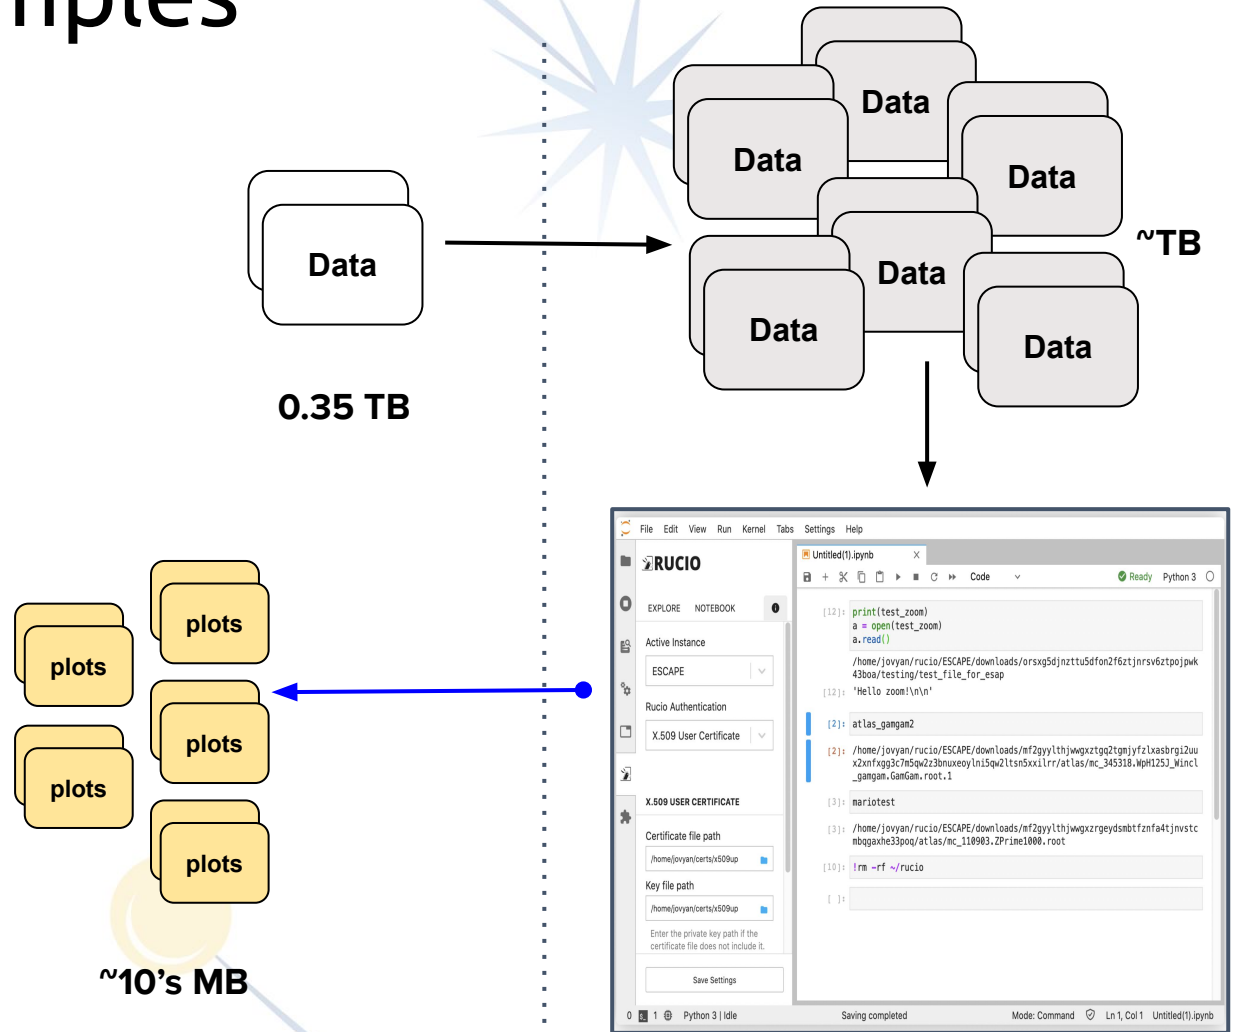 Data
Data
Data
Data
Data
Data
Data
~TB
0.35 TB
plots
plots
plots
plots
plots
~10's MB
File Edit View Run Kernel Tabs Settings Help
RUCIO
EXPLORE NOTEBOOK
Active Instance
ESCAPE
Rucio Authentication
X.509 User Certificate
X.509 USER CERTIFICATE
Certificate file path
/home/jovyan/certs/x509up
Key file path
/home/jovyan/certs/x509up
Enter the private key path if the
certificate file does not include it.
Save Settings
Untitled(1).ipynb
Code
Ready Python 3
[12]: print(test_zoom)
a = open(test_zoom)
a.read()
/home/jovyan/rucio/ESCAPE/downloads/orsxg5djnzttu5dfon2f6ztjnrsv6ztpojpwk
43boa/testing/test_file_for_esap
[12]: 'Hello zoom!\n\n'
[2]: atlas_gamgam2
[2]: /home/jovyan/rucio/ESCAPE/downloads/mf2gyylthjwwgxztgq2tgmjyfzlxasbrgi2uu
x2xnfxgg3c7m5qw2z3bnuxeoylni5qw2ltsn5xxilrr/atlas/mc_345318.WpH125J_Wincl
_gamgam.GamGam.root.1
[3]: mariotest
[3]: /home/jovyan/rucio/ESCAPE/downloads/mf2gyylthjwwgxzrgeydsmbtfznfa4tjnvstc
mbqgaxhe33poq/atlas/mc_110903.ZPrime1000.root
[10]: !rm -rf ~/rucio
[ ]:
0 1 Python 3 | Idle Saving completed Mode: Command Ln 1, Col 1 Untitled(1).ipynb